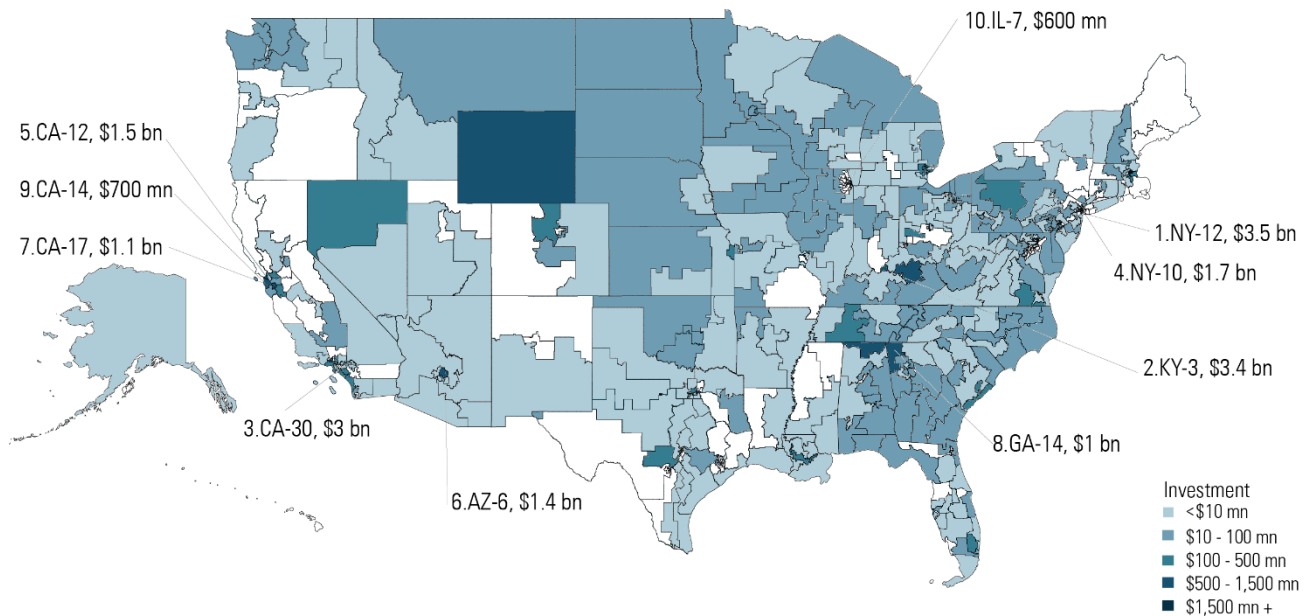 10.IL-7, $600 mn
5.CA-12, $1.5 bn
9.CA-14, $700 mn
7.CA-17, $1.1 bn
1.NY-12, $3.5 bn
4.NY-10, $1.7 bn
2.KY-3, $3.4 bn
3.CA-30, $3 bn
8.GA-14, $1 bn
6.AZ-6, $1.4 bn
Investment
<$10 mn
$10 - 100 mn
$100 - 500 mn
$500 - 1,500 mn
$1,500 mn +